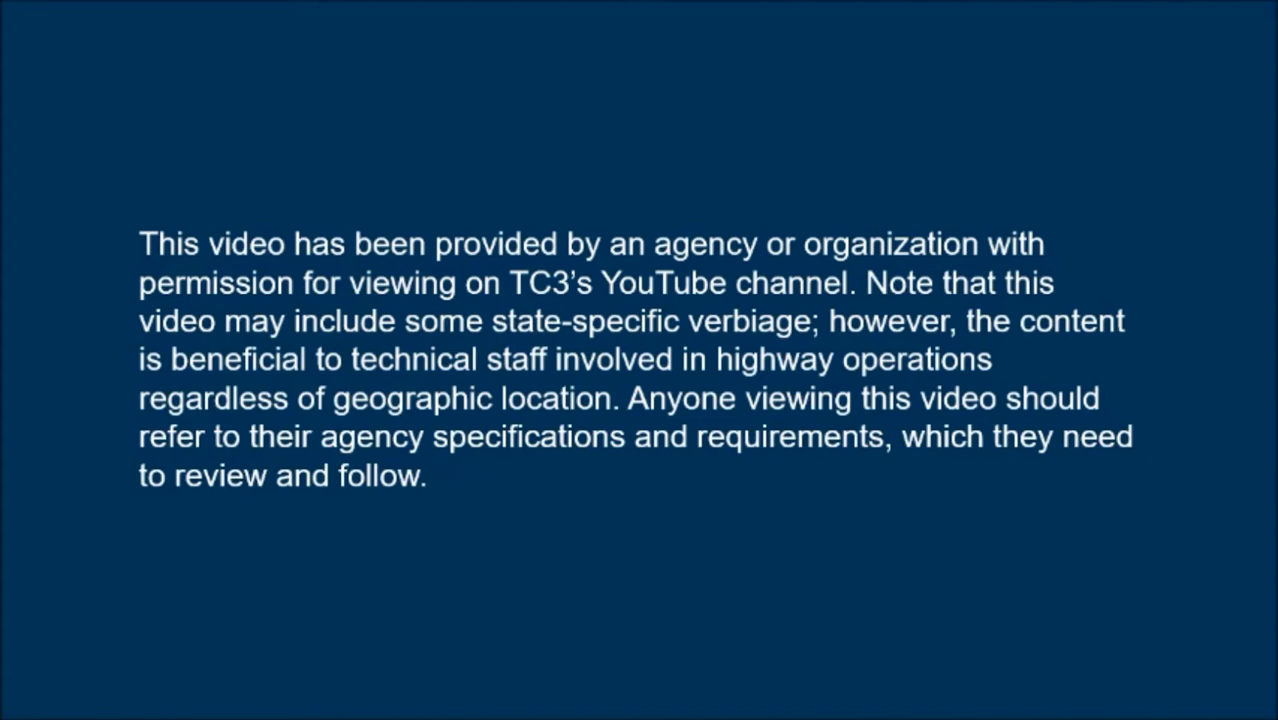 This video has been provided by an agency or organization with
permission for viewing on TC3’s YouTube channel. Note that this
video may include some state-specific verbiage; however, the content
is beneficial to technical staff involved in highway operations
regardless of geographic location. Anyone viewing this video should
refer to their agency specifications and requirements, which they need
to review and follow.